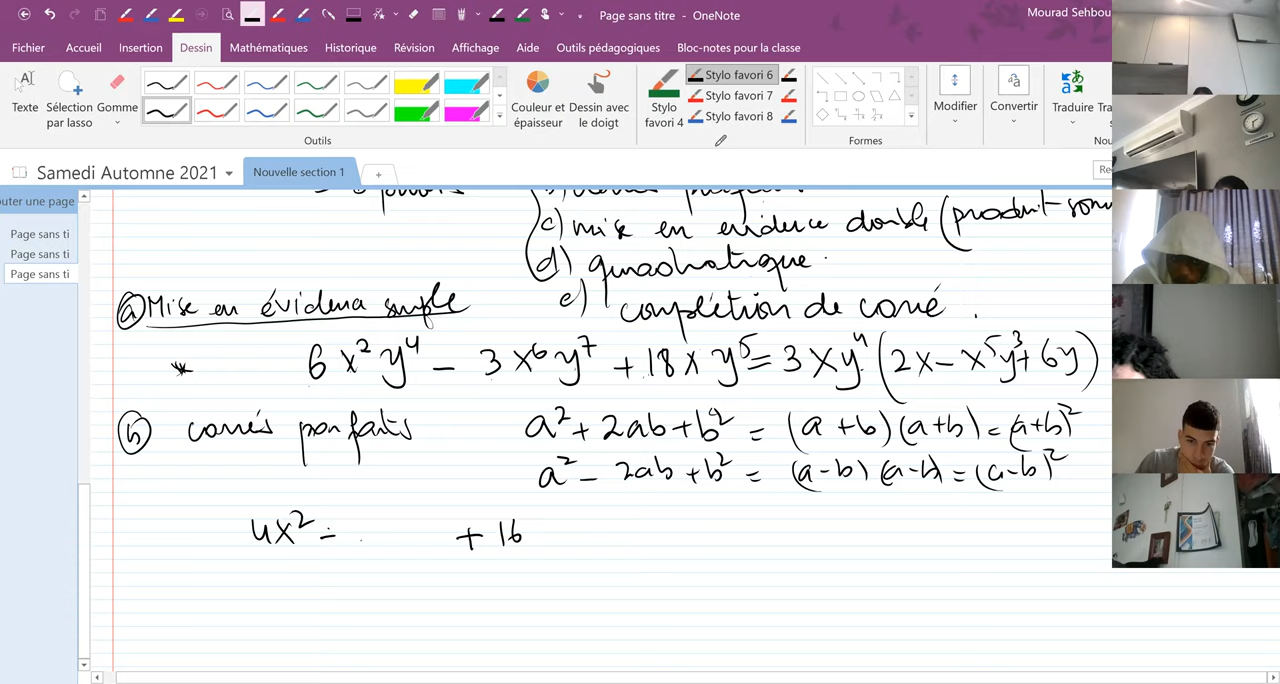 Page sans titre - OneNote
Mourad Sehbou
Fichier Accueil Insertion Dessin Mathématiques Historique Révision Affichage Aide Outils pédagogiques Bloc-notes pour la classe
Texte Sélection par lasso Gomme
Couleur et épaisseur Dessin avec le doigt
Stylo favori 4
Stylo favori 6
Stylo favori 7
Stylo favori 8
Modifier Convertir Traduire
Outils Formes
Samedi Automne 2021 Nouvelle section 1
outer une page
Page sans ti
Page sans ti
Page sans ti
c) mise en évidence double (produit-som
d) quadratique.
e) complétion de carré.
a) Mise en évidence simple
* 6x²y⁴ - 3x⁶y⁷ + 18xy⁵ = 3xy⁴(2x - x⁵y³ + 6y)
b) carrés parfaits a² + 2ab + b² = (a+b)(a+b) = (a+b)²
a² - 2ab + b² = (a-b)(a-b) = (a-b)²
4x² - + 16